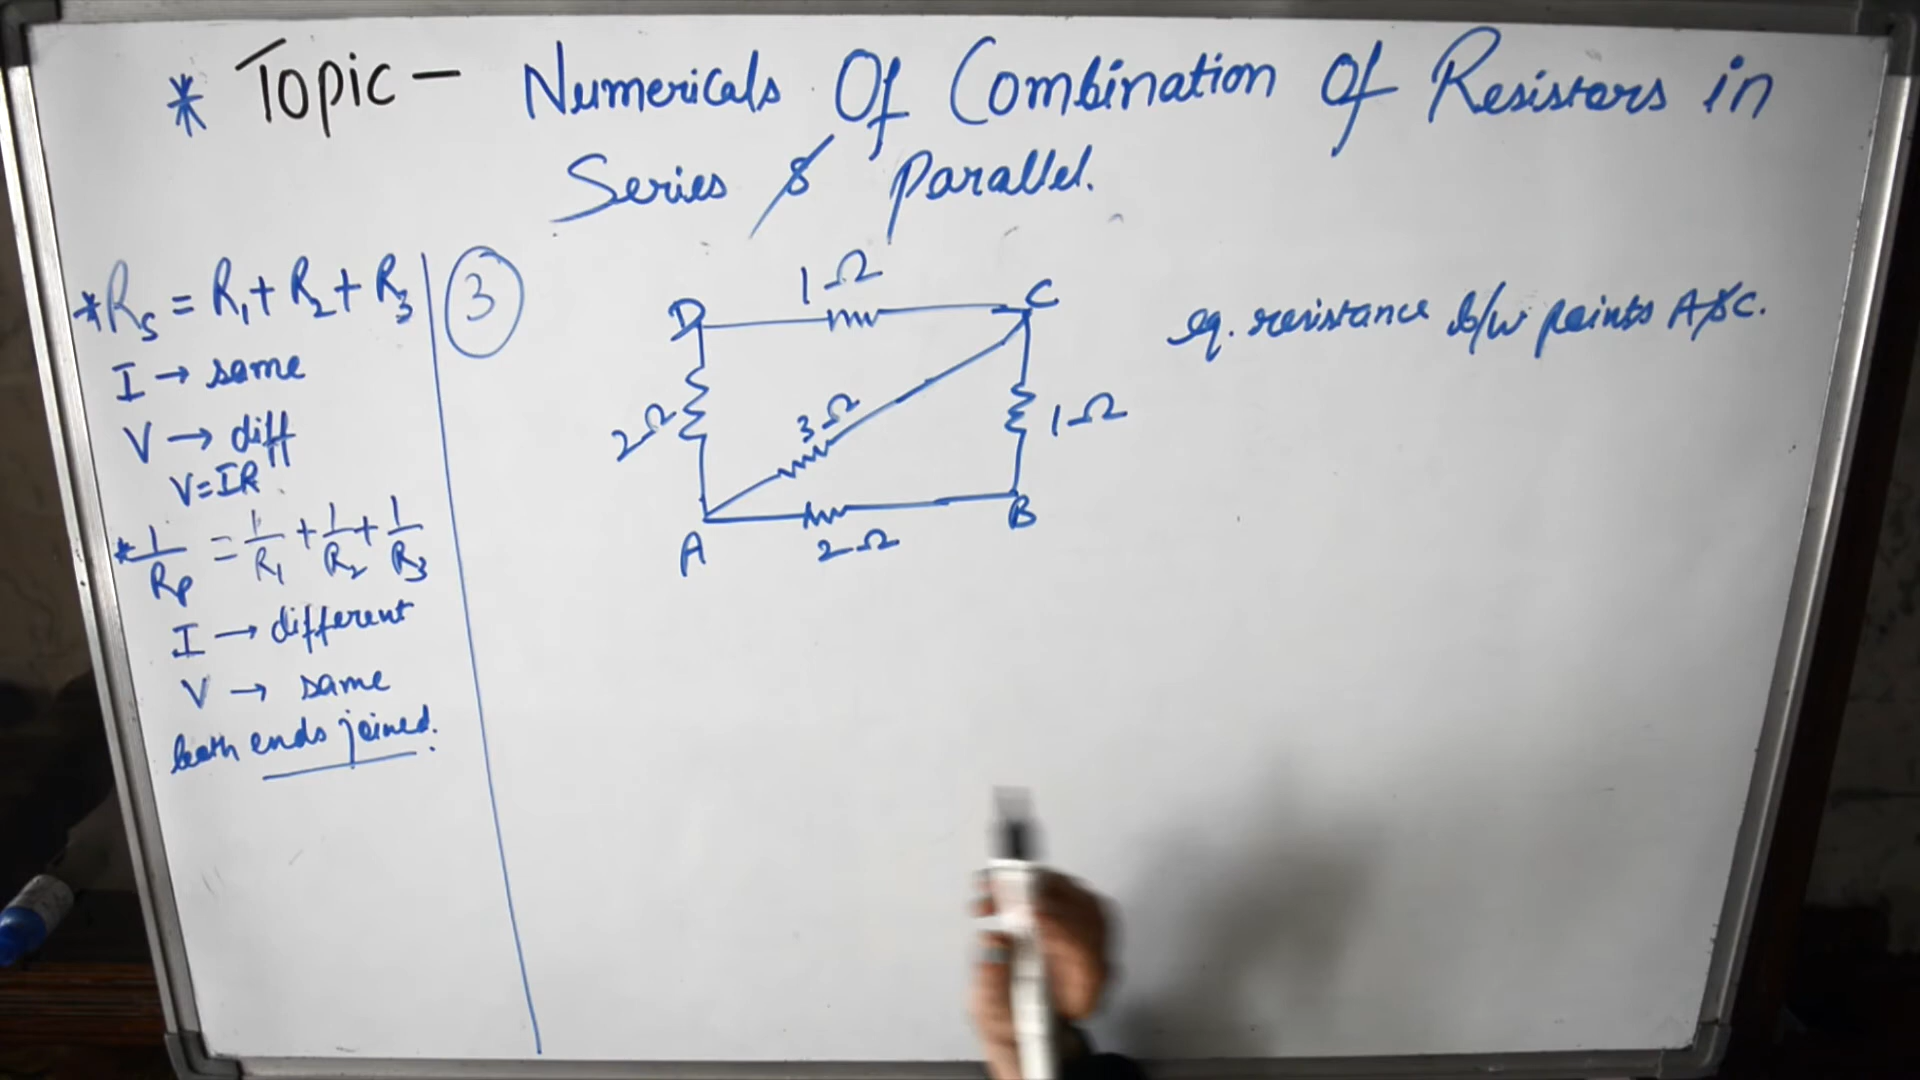 * Topic - Numericals Of Combination Of Resistors in
Series & Parallel.
*Rs = R1 + R2 + R3
I → same
V → diff
V=IR
*1/Rp = 1/R1 + 1/R2 + 1/R3
I → different
V → same
both ends joined.
3
1Ω
D
C
2Ω
3Ω
1Ω
A
B
2Ω
eq. resistance b/w points A&C.